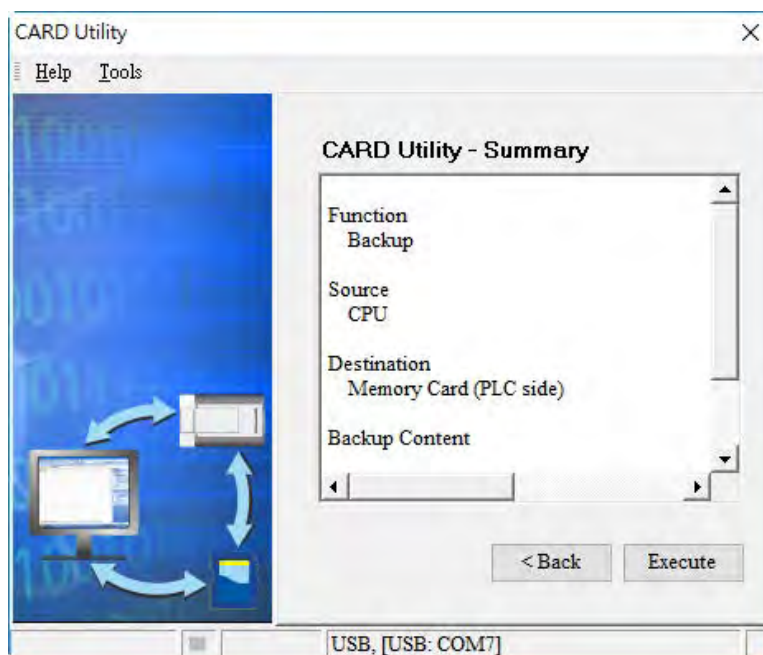 CARD Utility
Help Tools
CARD Utility - Summary
Function
Backup
Source
CPU
Destination
Memory Card (PLC side)
Backup Content
< Back Execute
USB, [USB: COM7]